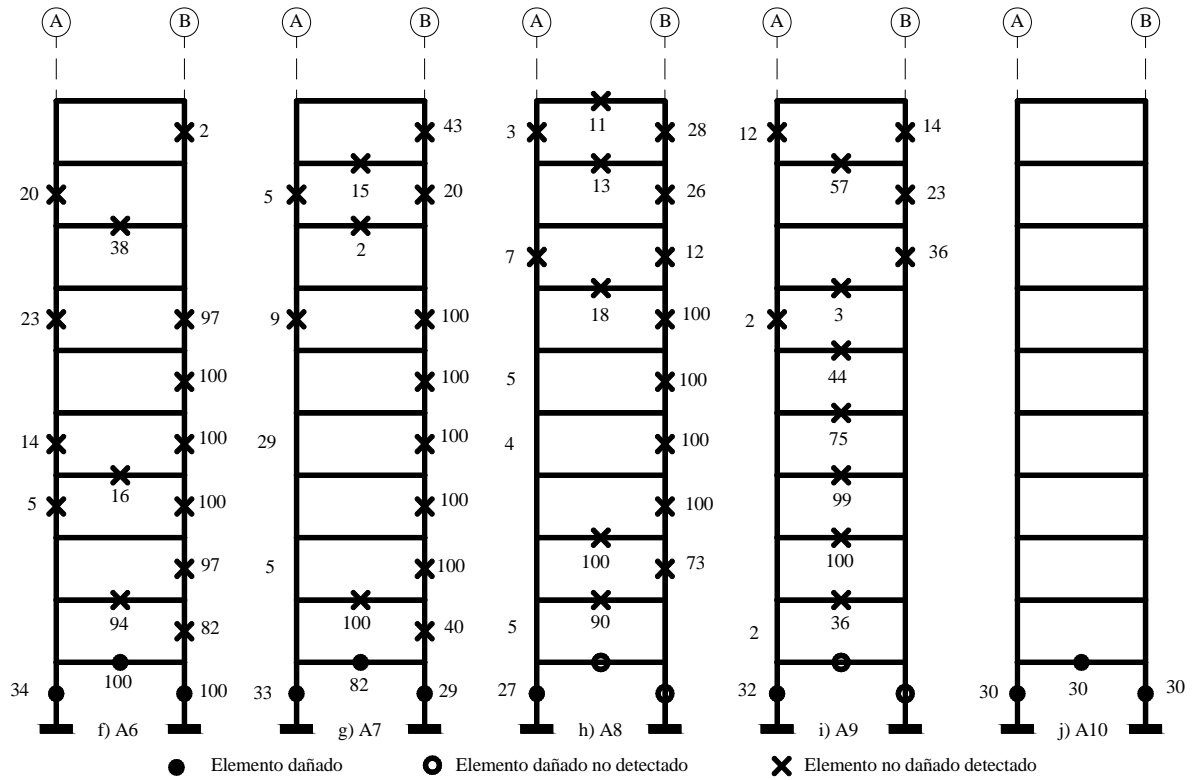 A B A B A B A B A B
2 43 3 11 28 12 14
20 5 15 20 13 26 57 23
38 2 7 12 36
23 97 9 100 18 100 2 3
100 100 5 100 44
14 100 29 100 4 100 75
5 16 100 100 100 99
97 5 100 100 73 100
94 82 100 40 5 90 2 36
34 100 100 33 82 29 27 32 30 30 30
f) A6 g) A7 h) A8 i) A9 j) A10
Elemento dañado Elemento dañado no detectado Elemento no dañado detectado